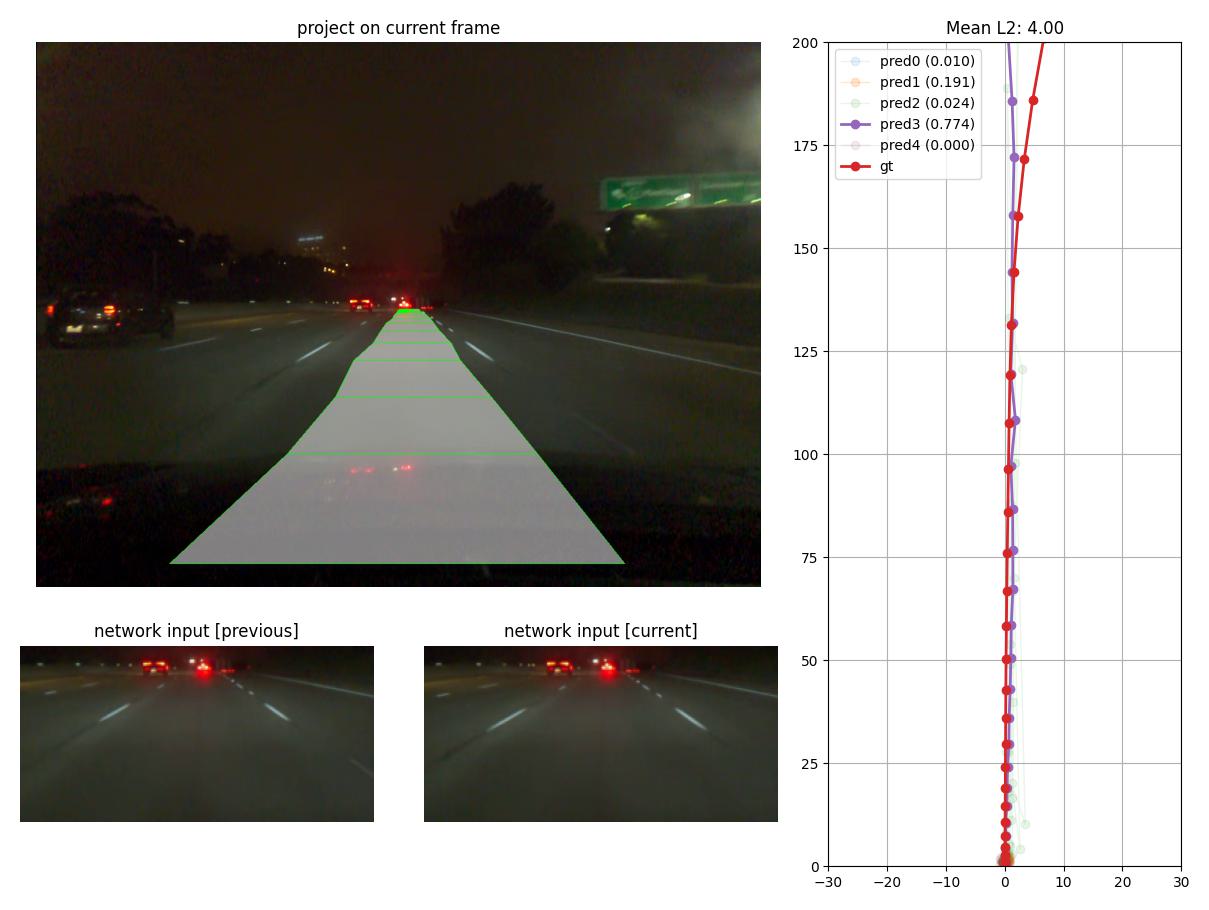 project on current frame
Mean L2: 4.00
200
175
150
125
100
75
50
25
0
−30
−20
−10
0
10
20
30
pred0 (0.010)
pred1 (0.191)
pred2 (0.024)
pred3 (0.774)
pred4 (0.000)
gt
network input [previous]
network input [current]